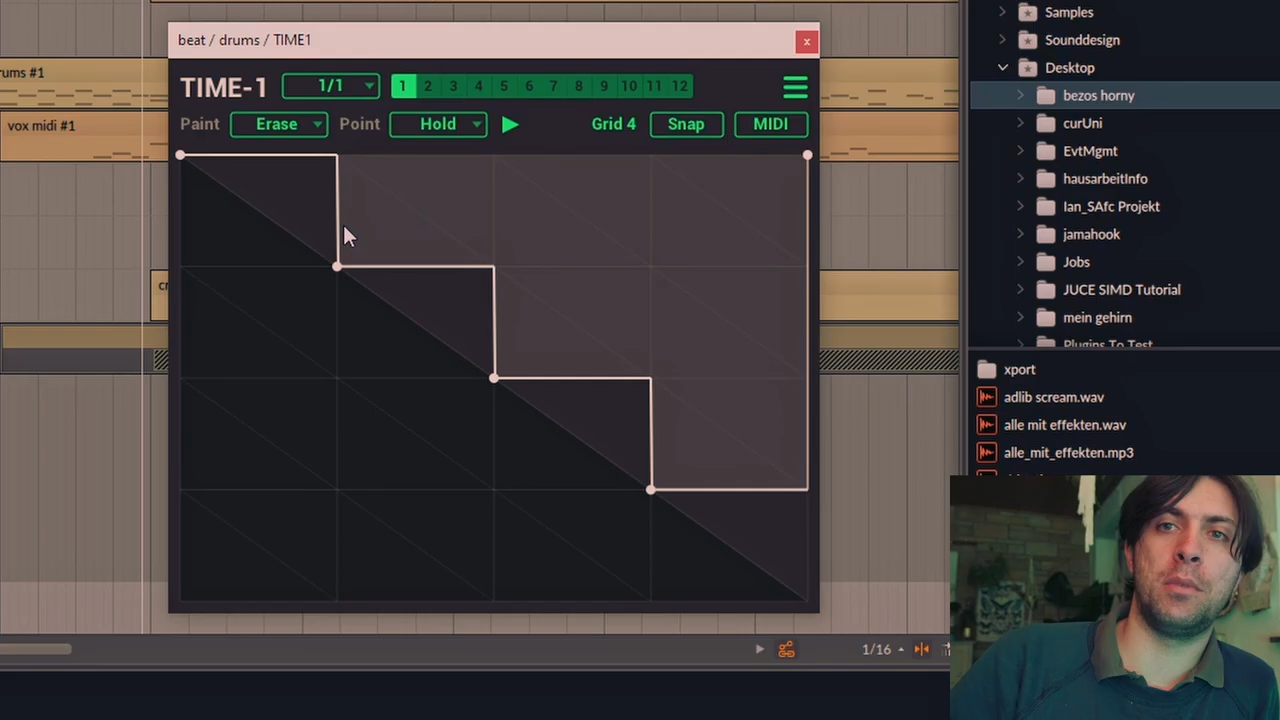 beat / drums / TIME1
x
TIME-1
1/1
1 2 3 4 5 6 7 8 9 10 11 12
Paint
Erase
Point
Hold
Grid 4
Snap
MIDI
rums #1
vox midi #1
1/16
Samples
Sounddesign
Desktop
bezos horny
curUni
EvtMgmt
hausarbeitInfo
Ian_SAfc Projekt
jamahook
Jobs
JUCE SIMD Tutorial
mein gehirn
Plugins To Test
xport
adlib scream.wav
alle mit effekten.wav
alle_mit_effekten.mp3